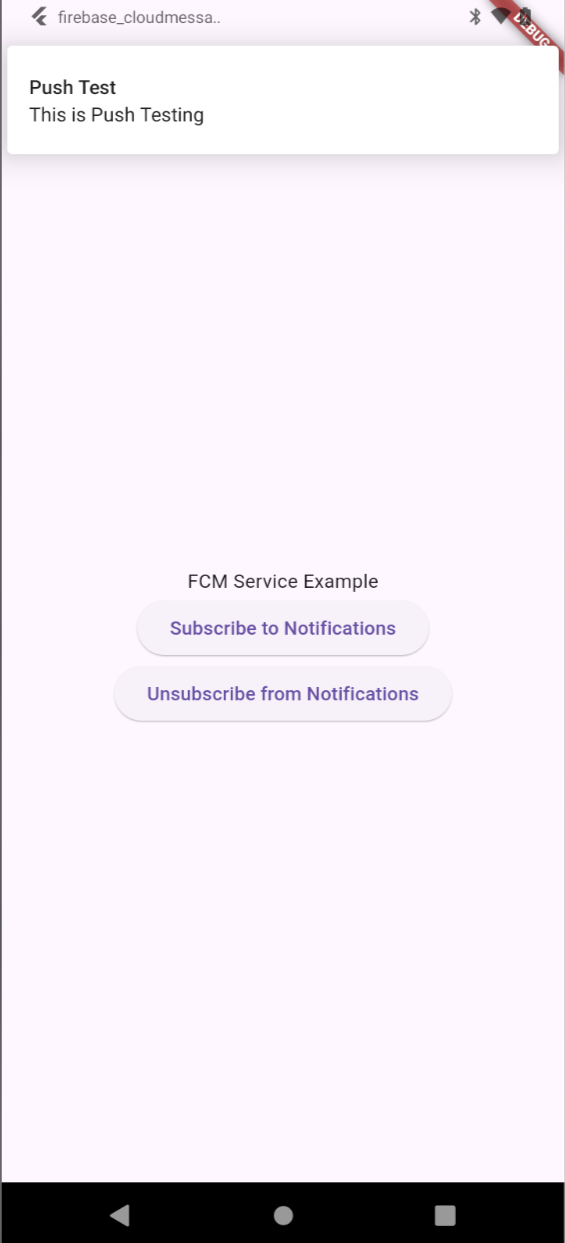 firebase_cloudmessa..
DEBUG
Push Test
This is Push Testing
FCM Service Example
Subscribe to Notifications
Unsubscribe from Notifications